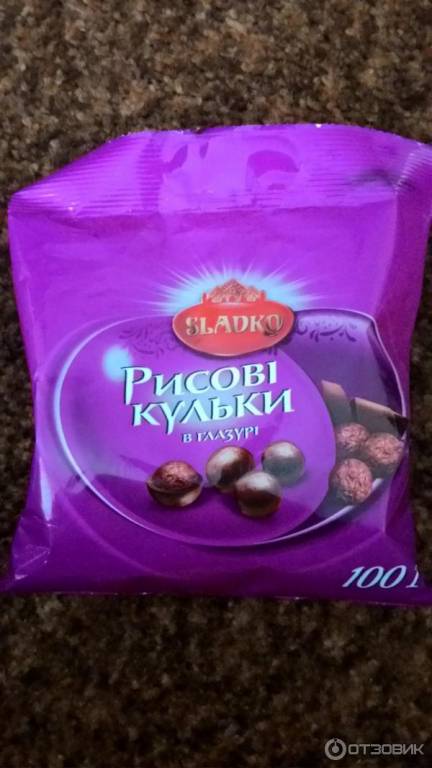 SLADKO
Рисові
кульки
в глазурі
100 г
ОТЗОВИК